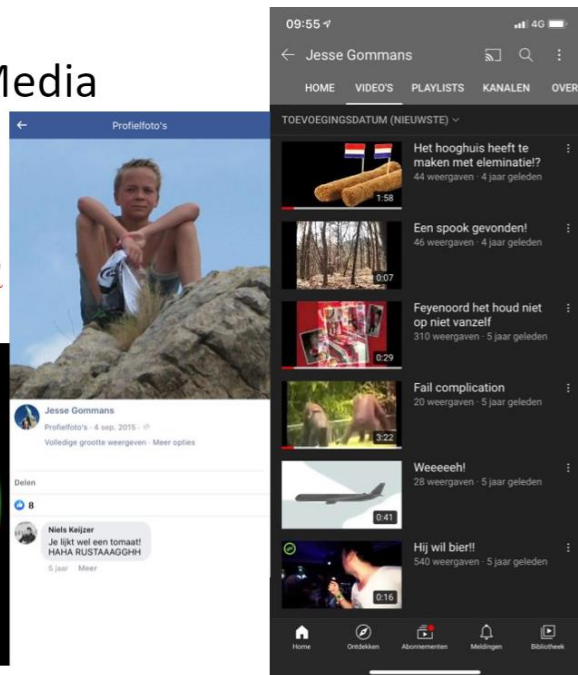 Media
Profielfoto's
Jesse Gommans
Profielfoto's · 4 sep. 2015 ·
Volledige grootte weergeven · Meer opties
Delen
8
Niels Keijzer
Je lijkt wel een tomaat!
HAHA RUSTAAAGGHH
5 jaar Meer
09:55
4G
Jesse Gommans
HOME VIDEO'S PLAYLISTS KANALEN OVER
TOEVOEGINGSDATUM (NIEUWSTE)
Het hooghuis heeft te
maken met eleminatie!?
44 weergaven · 4 jaar geleden
1:58
Een spook gevonden!
46 weergaven · 4 jaar geleden
0:07
Feyenoord het houd niet
op niet vanzelf
310 weergaven · 5 jaar geleden
0:29
Fail complication
20 weergaven · 5 jaar geleden
3:22
Weeeeeh!
28 weergaven · 5 jaar geleden
0:41
Hij wil bier!!
540 weergaven · 5 jaar geleden
0:16
Home Ontdekken Abonnementen Meldingen Bibliotheek